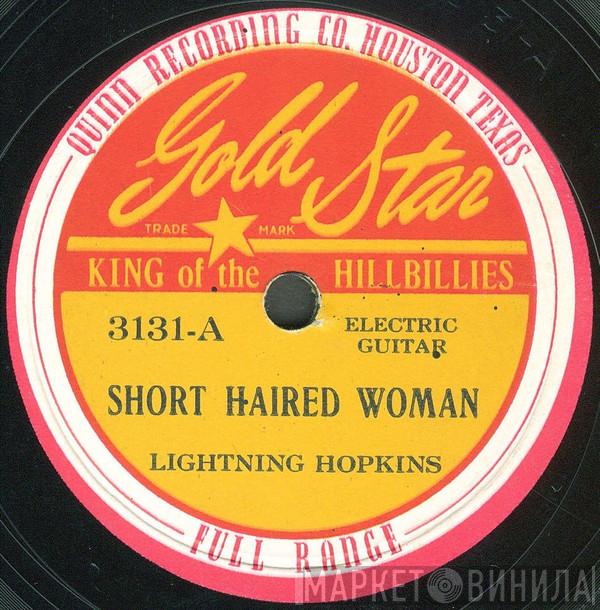 QUINN RECORDING CO. HOUSTON TEXAS
Gold Star
TRADE MARK
KING of the HILLBILLIES
3131-A
ELECTRIC
GUITAR
SHORT HAIRED WOMAN
LIGHTNING HOPKINS
FULL RANGE
МАРКЕТ ВИНИЛА